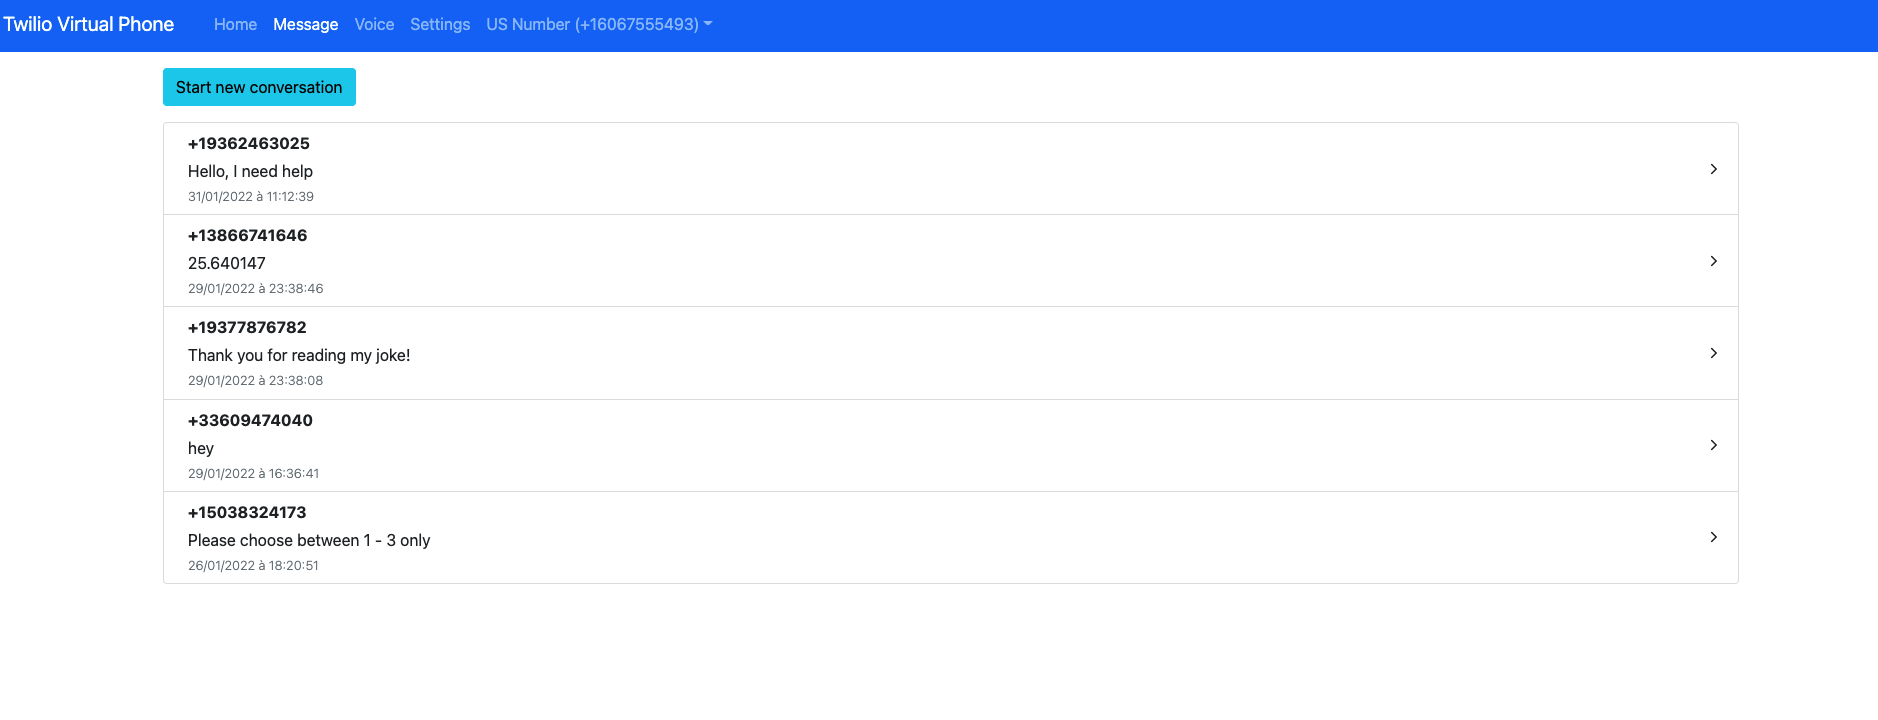 Twilio Virtual Phone Home Message Voice Settings US Number (+16067555493)
Start new conversation
+19362463025
Hello, I need help
31/01/2022 à 11:12:39
+13866741646
25.640147
29/01/2022 à 23:38:46
+19377876782
Thank you for reading my joke!
29/01/2022 à 23:38:08
+33609474040
hey
29/01/2022 à 16:36:41
+15038324173
Please choose between 1 - 3 only
26/01/2022 à 18:20:51